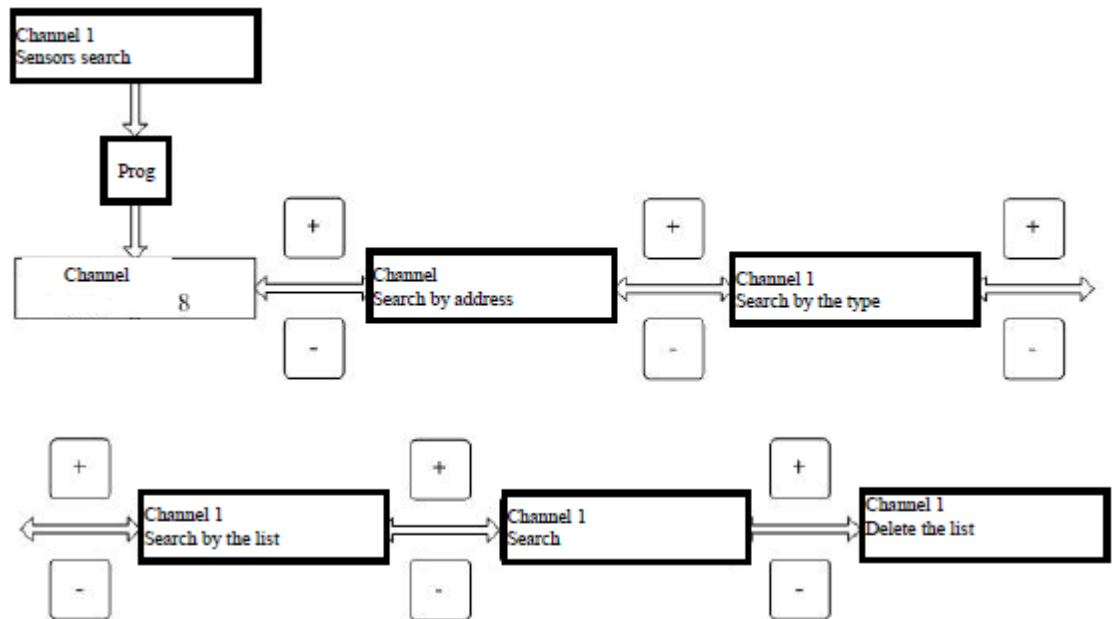 Channel 1
Sensors search
Prog
+ + +
Channel
8
Channel
Search by address
Channel 1
Search by the type
- - -
+ + +
Channel 1
Search by the list
Channel 1
Search
Channel 1
Delete the list
- - -